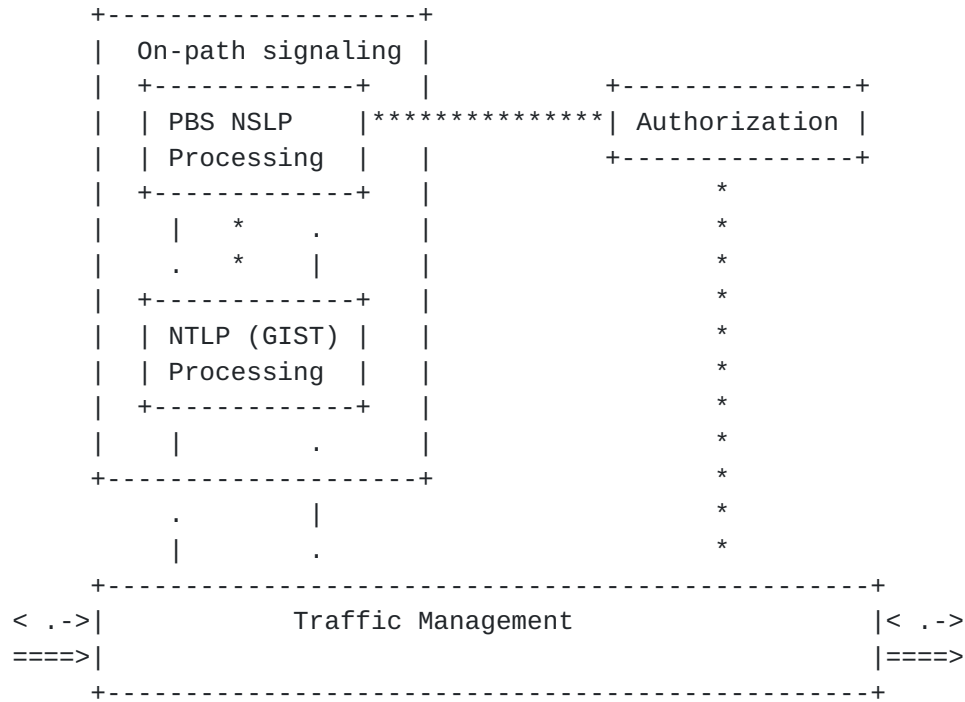 +--------------------+
|  On-path signaling |
|  +-------------+   |           +---------------+
|  | PBS NSLP    |***************| Authorization |
|  | Processing  |   |           +---------------+
|  +-------------+   |                  *
|    |   *    .      |                  *
|    .   *    |      |                  *
|  +-------------+   |                  *
|  | NTLP (GIST) |   |                  *
|  | Processing  |   |                  *
|  +-------------+   |                  *
|    |        .      |                  *
+--------------------+                  *
     .        |                         *
     |        .                         *
+-------------------------------------------------+
< .->|            Traffic Management                   |< .->
====>|                                                 |====>
+-------------------------------------------------+